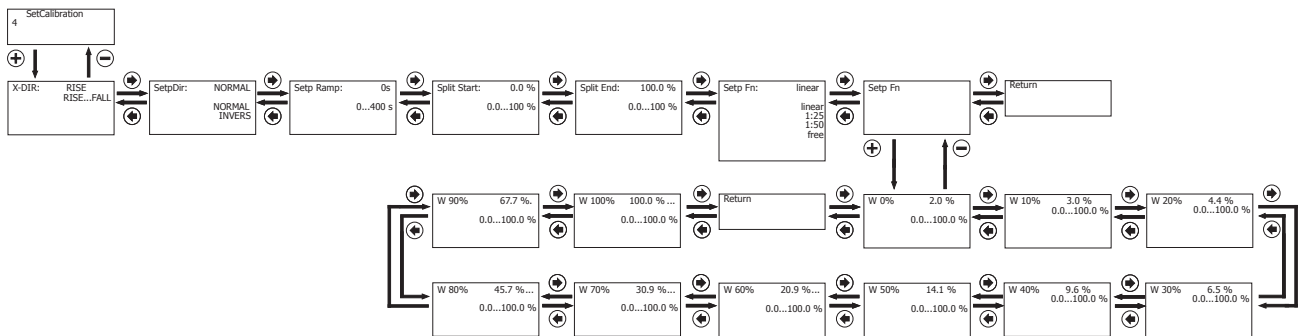 SetCalibration
4
X-DIR: RISE
RISE...FALL
SetpDir: NORMAL
NORMAL
INVERS
Setp Ramp: 0s
0...400 s
Split Start: 0.0 %
0.0...100 %
Split End: 100.0 %
0.0...100 %
Setp Fn: linear
linear
1:25
1:50
free
Setp Fn
Return
W 90% 67.7 %.
0.0...100.0 %
W 100% 100.0 % ...
0.0...100.0 %
Return
W 0% 2.0 %
0.0...100.0 %
W 10% 3.0 %
0.0...100.0 %
W 20% 4.4 %
0.0...100.0 %
W 80% 45.7 %...
0.0...100.0 %
W 70% 30.9 %...
0.0...100.0 %
W 60% 20.9 %...
0.0...100.0 %
W 50% 14.1 %
0.0...100.0 %
W 40% 9.6 %
0.0...100.0 %
W 30% 6.5 %
0.0...100.0 %